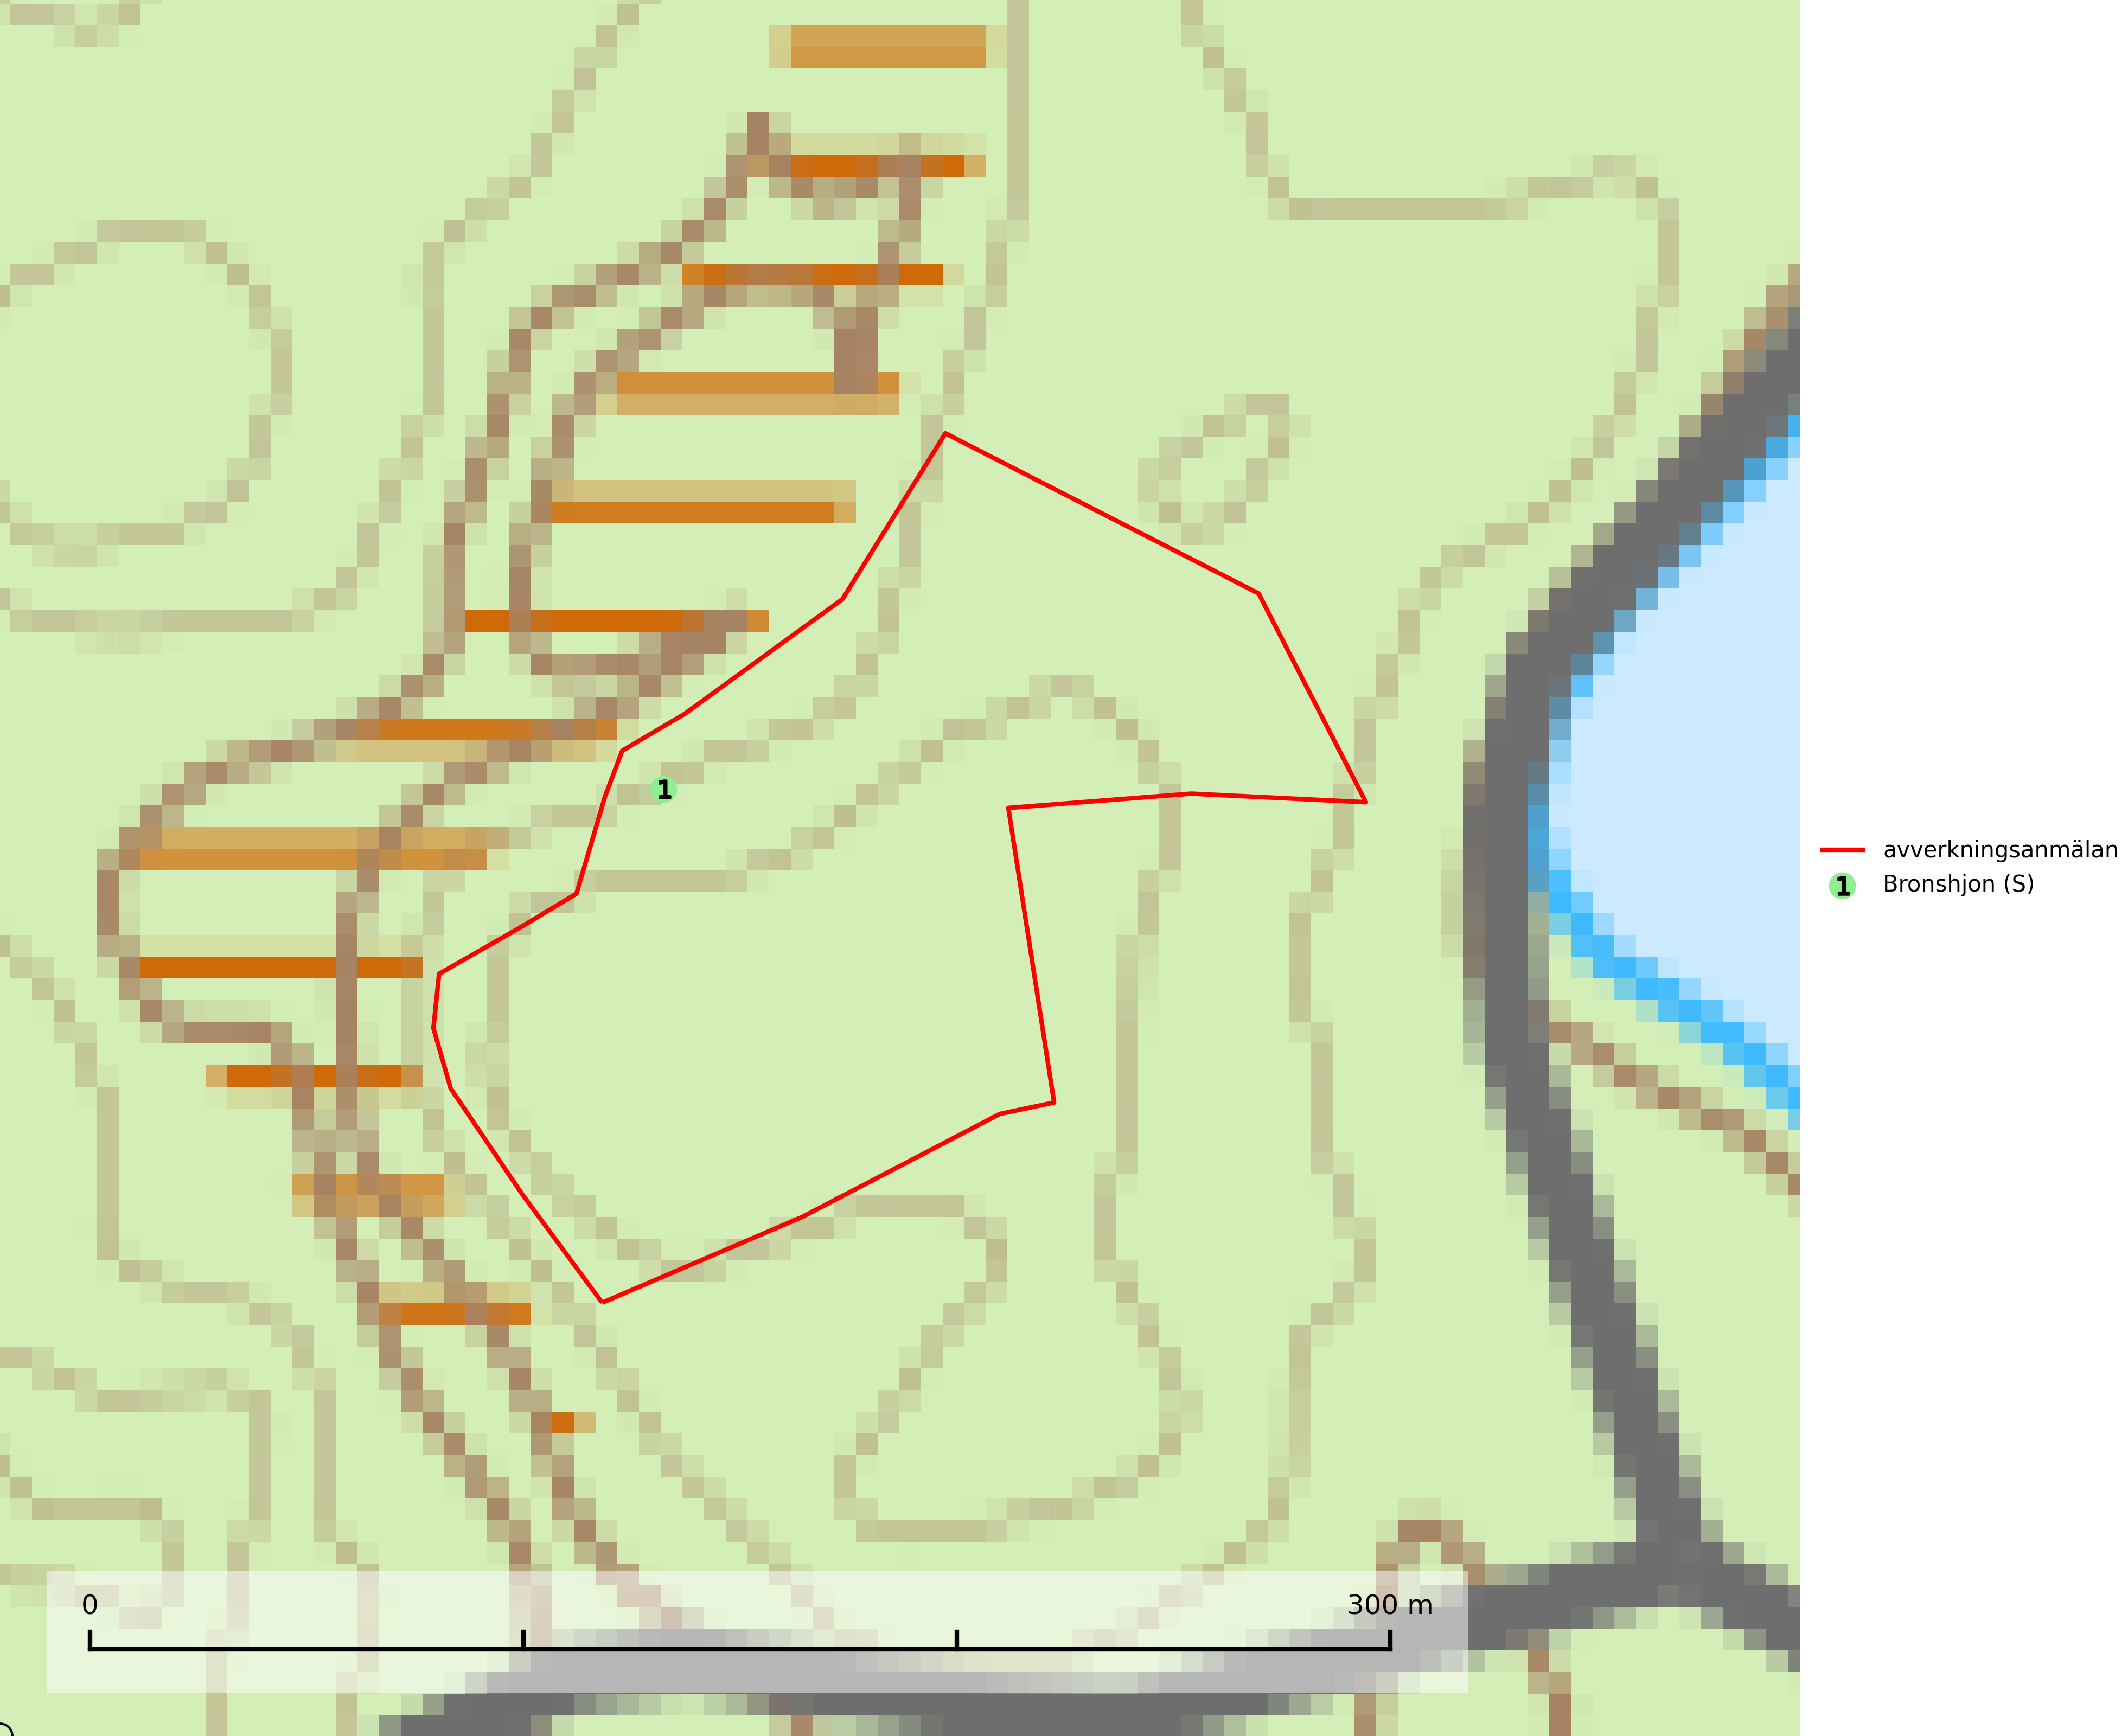 1
avverkningsanmälan
1 Bronshjon (S)
0 300 m